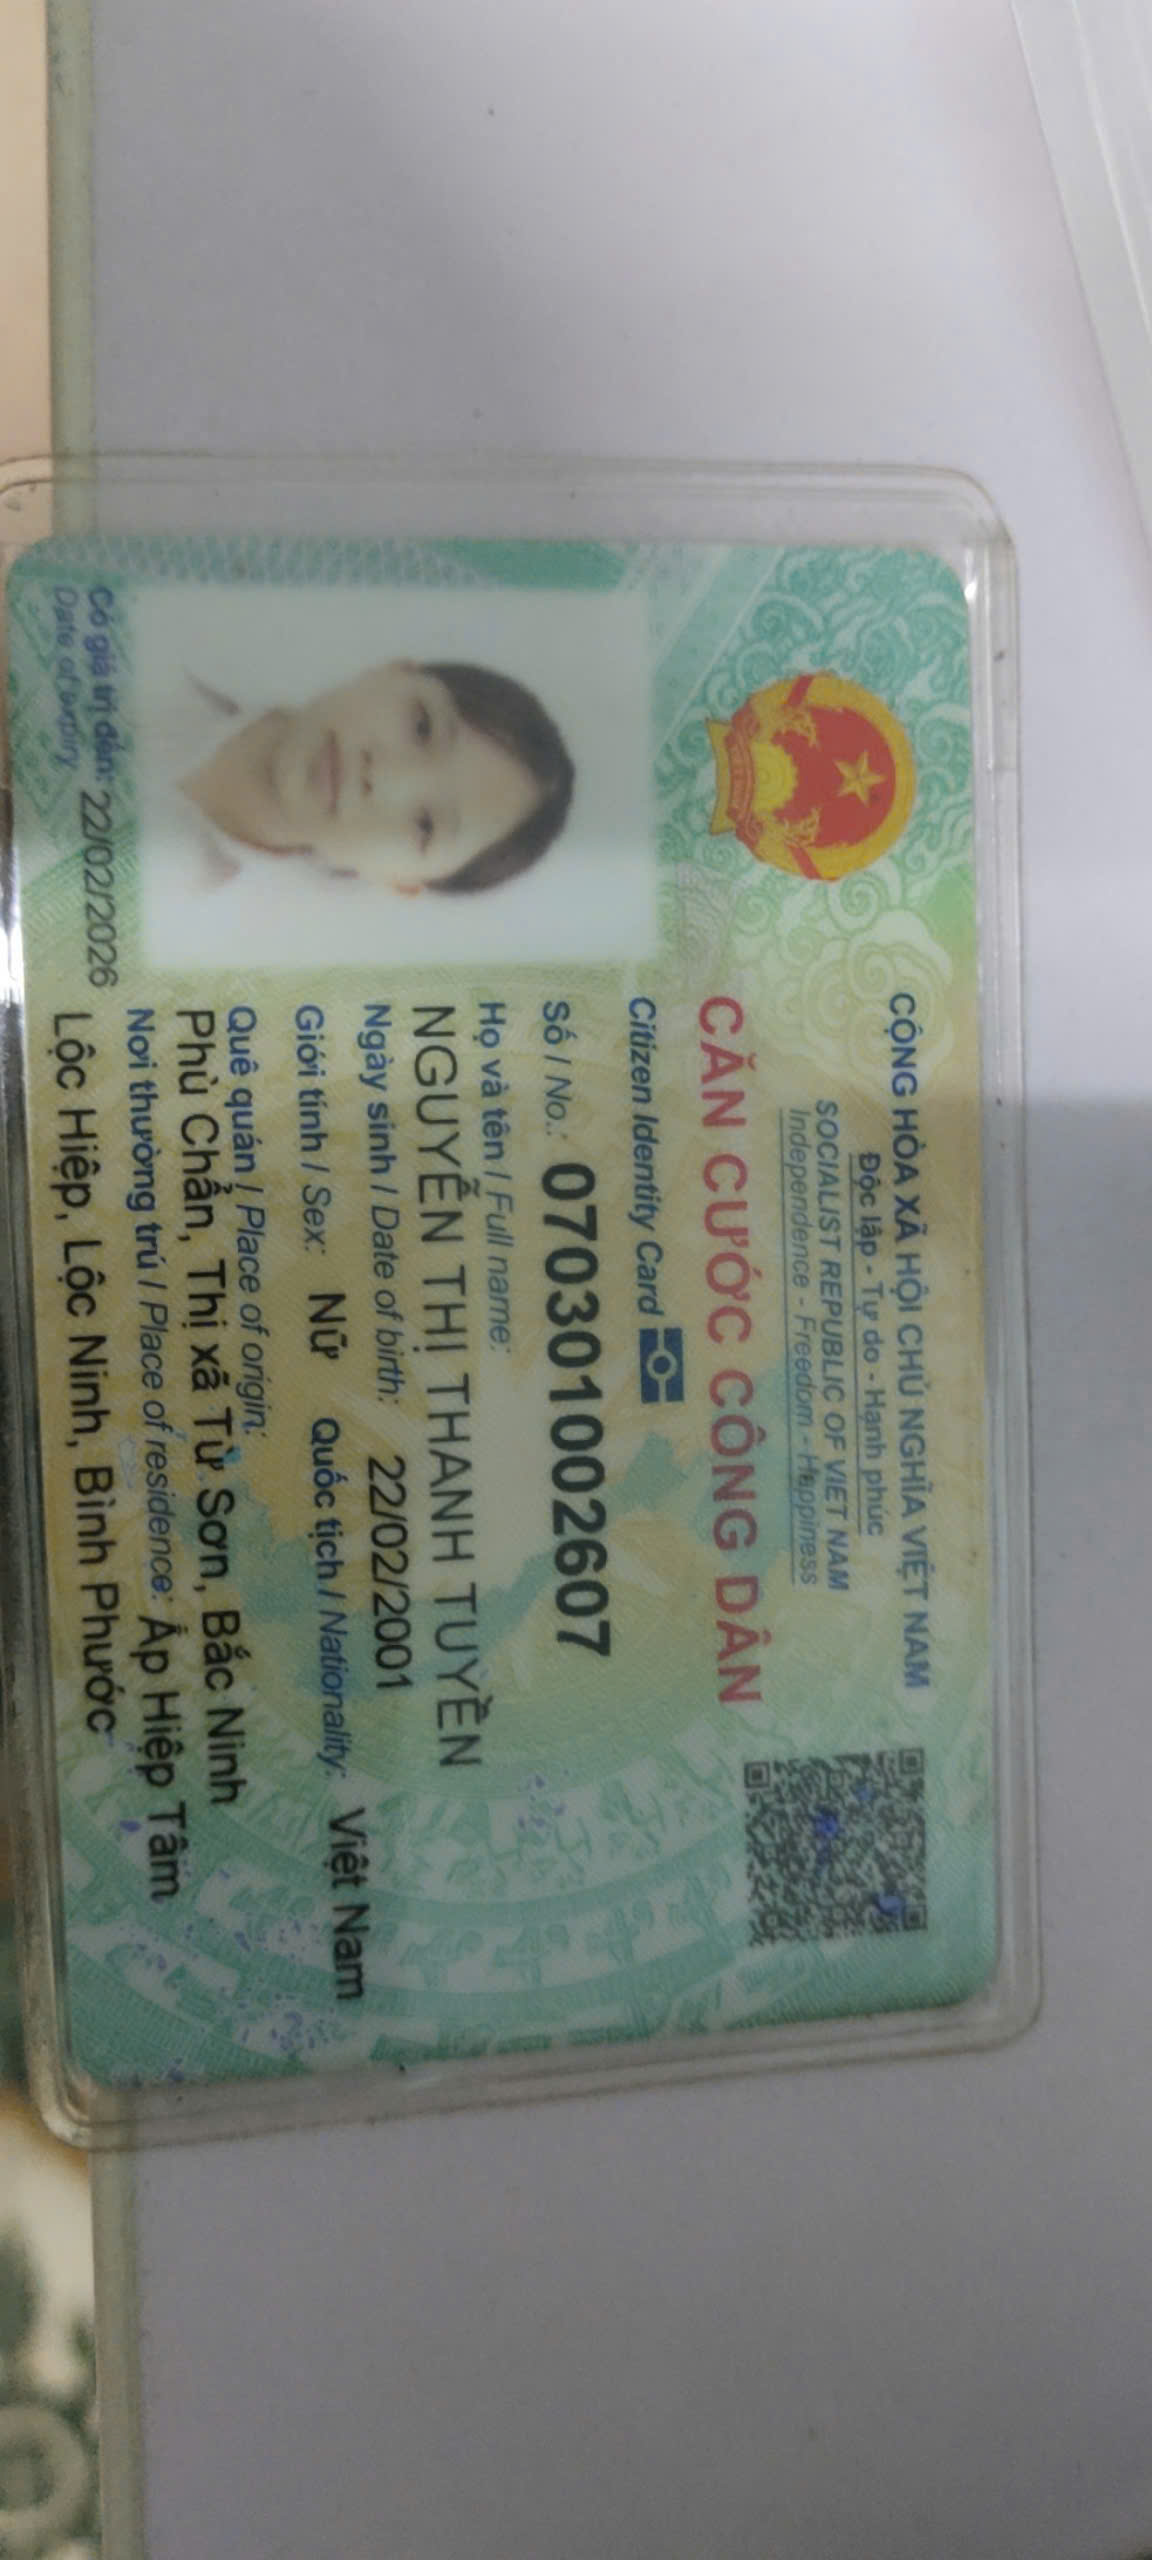 CỘNG HÒA XÃ HỘI CHỦ NGHĨA VIỆT NAM
Độc lập - Tự do - Hạnh phúc
SOCIALIST REPUBLIC OF VIET NAM
Independence - Freedom - Happiness
CĂN CƯỚC CÔNG DÂN
Citizen Identity Card
Số / No.: 070301002607
Họ và tên / Full name:
NGUYỄN THỊ THANH TUYỀN
Ngày sinh / Date of birth: 22/02/2001
Giới tính / Sex: Nữ Quốc tịch / Nationality: Việt Nam
Quê quán / Place of origin:
Phù Chẩn, Thị xã Từ Sơn, Bắc Ninh
Nơi thường trú / Place of residence: Ấp Hiệp Tâm
Lộc Hiệp, Lộc Ninh, Bình Phước
Có giá trị đến: 22/02/2026
Date of expiry